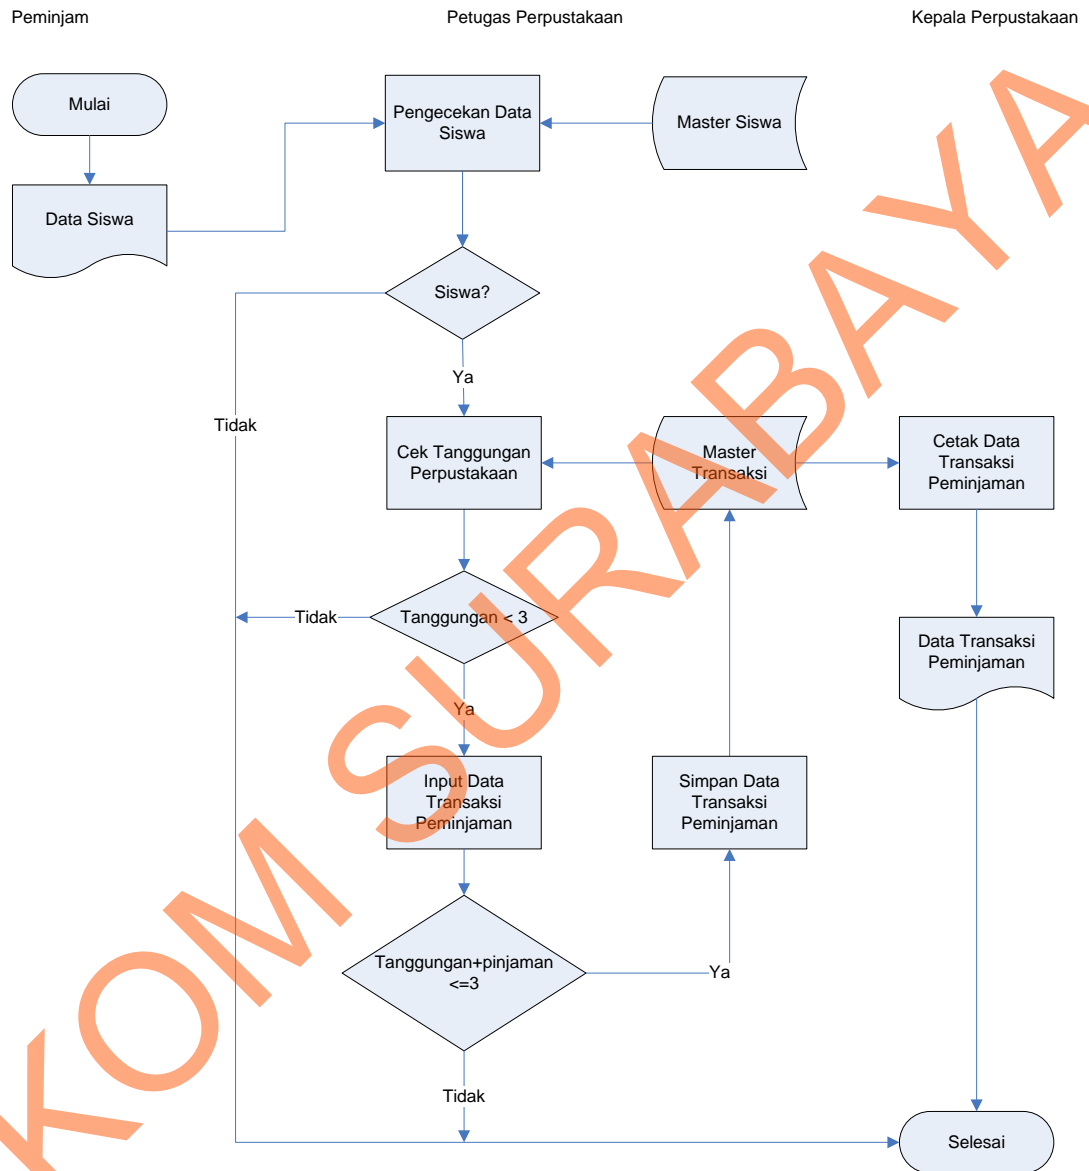 Peminjam
Petugas Perpustakaan
Kepala Perpustakaan
Mulai
Pengecekan Data
Siswa
Master Siswa
Data Siswa
Siswa?
Ya
Tidak
Cek Tanggungan
Perpustakaan
Master
Transaksi
Cetak Data
Transaksi
Peminjaman
Tanggungan < 3
Tidak
Data Transaksi
Peminjaman
Ya
Input Data
Transaksi
Peminjaman
Simpan Data
Transaksi
Peminjaman
Tanggungan+pinjaman
<=3
Ya
Tidak
Selesai
KOM SURABAYA